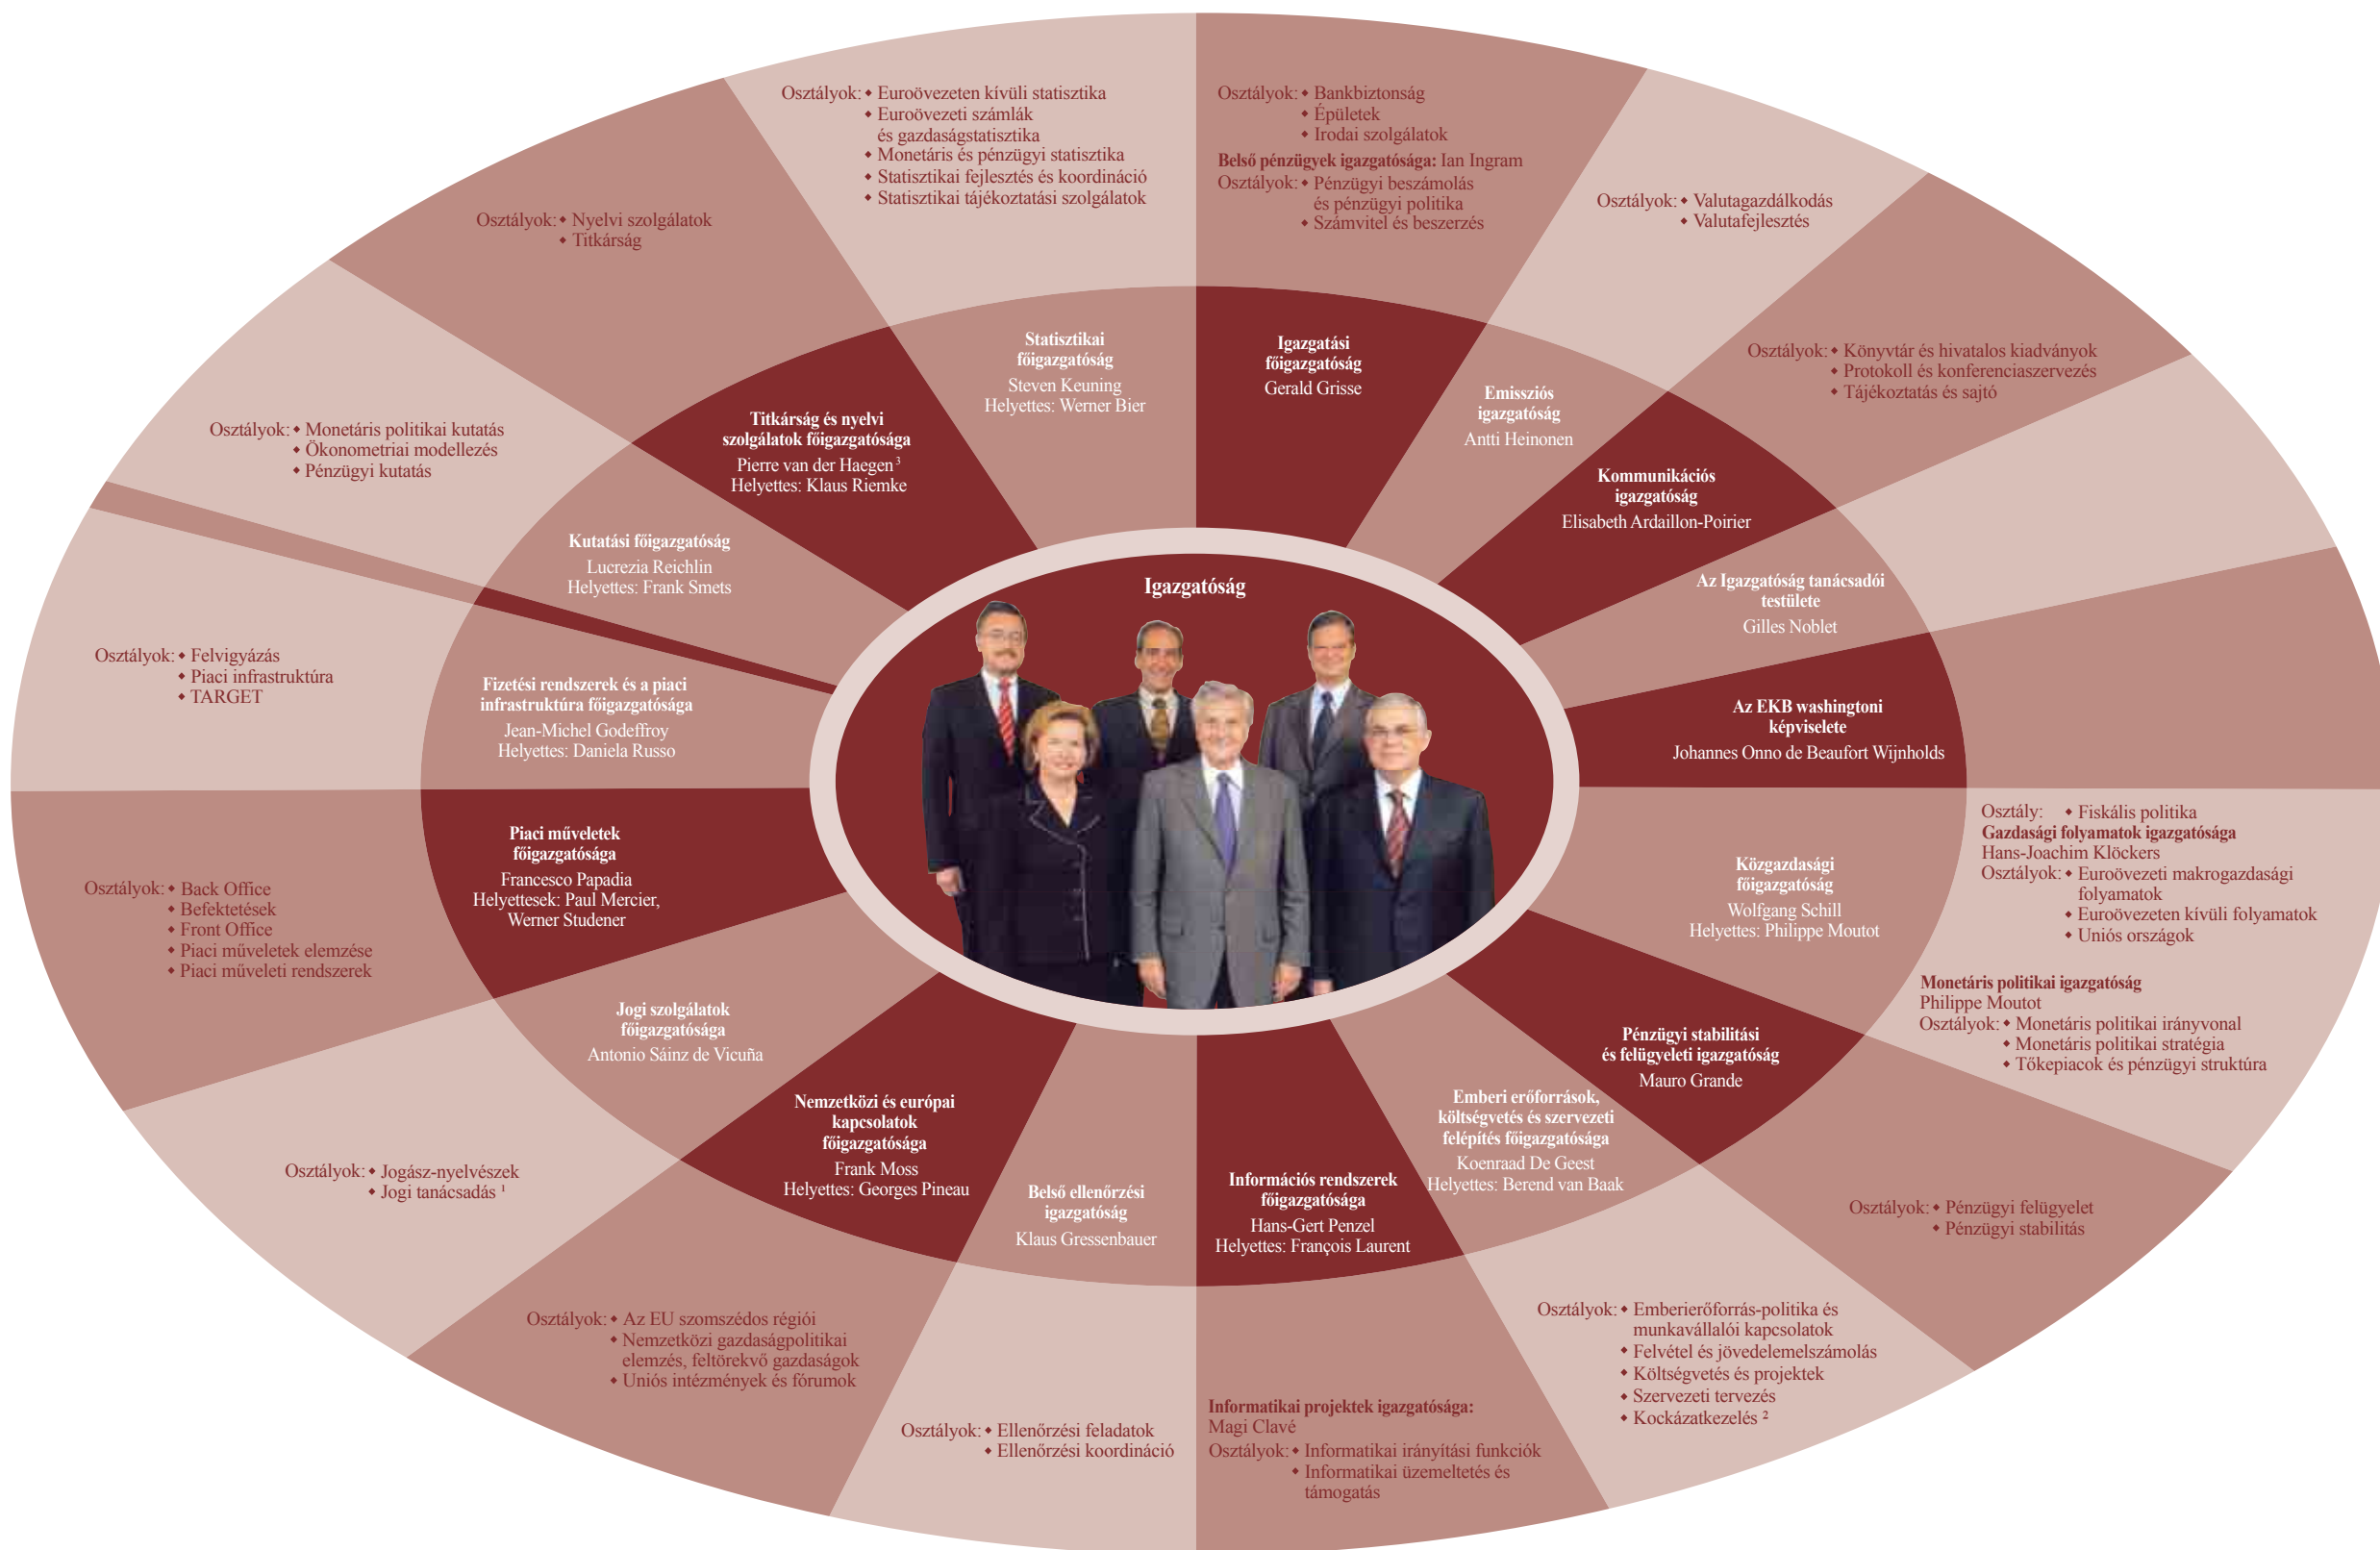 Osztályok: ◆ Euroövezeten kívüli statisztika
◆ Euroövezeti számlák
és gazdaságstatisztika
◆ Monetáris és pénzügyi statisztika
◆ Statisztikai fejlesztés és koordináció
◆ Statisztikai tájékoztatási szolgálatok
Statisztikai
főigazgatóság
Steven Keuning
Helyettes: Werner Bier
Osztályok: ◆ Bankbiztonság
◆ Épületek
◆ Irodai szolgálatok
Belső pénzügyek igazgatósága: Ian Ingram
Osztályok: ◆ Pénzügyi beszámolás
és pénzügyi politika
◆ Számvitel és beszerzés
Igazgatási
főigazgatóság
Gerald Grisse
Osztályok: ◆ Valutagazdálkodás
◆ Valutafejlesztés
Emissziós
igazgatóság
Antti Heinonen
Osztályok: ◆ Könyvtár és hivatalos kiadványok
◆ Protokoll és konferenciaszervezés
◆ Tájékoztatás és sajtó
Kommunikációs
igazgatóság
Elisabeth Ardaillon-Poirier
Az Igazgatóság tanácsadói
testülete
Gilles Noblet
Az EKB washingtoni
képviselete
Johannes Onno de Beaufort Wijnholds
Közgazdasági
főigazgatóság
Wolfgang Schill
Helyettes: Philippe Moutot
Osztály: ◆ Fiskális politika
Gazdasági folyamatok igazgatósága
Hans-Joachim Klöckers
Osztályok: ◆ Euroövezeti makrogazdasági
folyamatok
◆ Euroövezeten kívüli folyamatok
◆ Uniós országok
Monetáris politikai igazgatóság
Philippe Moutot
Osztályok: ◆ Monetáris politikai irányvonal
◆ Monetáris politikai stratégia
◆ Tőkepiacok és pénzügyi struktúra
Pénzügyi stabilitási
és felügyeleti igazgatóság
Mauro Grande
Osztályok: ◆ Pénzügyi felügyelet
◆ Pénzügyi stabilitás
Emberi erőforrások,
költségvetés és szervezeti
felépítés főigazgatósága
Koenraad De Geest
Helyettes: Berend van Baak
Osztályok: ◆ Emberierőforrás-politika és
munkavállalói kapcsolatok
◆ Felvétel és jövedelemelszámolás
◆ Költségvetés és projektek
◆ Szervezeti tervezés
◆ Kockázatkezelés ²
Információs rendszerek
főigazgatósága
Hans-Gert Penzel
Helyettes: François Laurent
Informatikai projektek igazgatósága:
Magi Clavé
Osztályok: ◆ Informatikai irányítási funkciók
◆ Informatikai üzemeltetés és
támogatás
Belső ellenőrzési
igazgatóság
Klaus Gressenbauer
Osztályok: ◆ Ellenőrzési feladatok
◆ Ellenőrzési koordináció
Nemzetközi és európai
kapcsolatok
főigazgatósága
Frank Moss
Helyettes: Georges Pineau
Osztályok: ◆ Az EU szomszédos régiói
◆ Nemzetközi gazdaságpolitikai
elemzés, feltörekvő gazdaságok
◆ Uniós intézmények és fórumok
Jogi szolgálatok
főigazgatósága
Antonio Sáinz de Vicuña
Osztályok: ◆ Jogász-nyelvészek
◆ Jogi tanácsadás ¹
Piaci műveletek
főigazgatósága
Francesco Papadia
Helyettesek: Paul Mercier,
Werner Studener
Osztályok: ◆ Back Office
◆ Befektetések
◆ Front Office
◆ Piaci műveletek elemzése
◆ Piaci műveleti rendszerek
Fizetési rendszerek és a piaci
infrastruktúra főigazgatósága
Jean-Michel Godeffroy
Helyettes: Daniela Russo
Osztályok: ◆ Felvigyázás
◆ Piaci infrastruktúra
◆ TARGET
Kutatási főigazgatóság
Lucrezia Reichlin
Helyettes: Frank Smets
Osztályok: ◆ Monetáris politikai kutatás
◆ Ökonometriai modellezés
◆ Pénzügyi kutatás
Titkárság és nyelvi
szolgálatok főigazgatósága
Pierre van der Haegen ³
Helyettes: Klaus Riemke
Osztályok: ◆ Nyelvi szolgálatok
◆ Titkárság
Igazgatóság